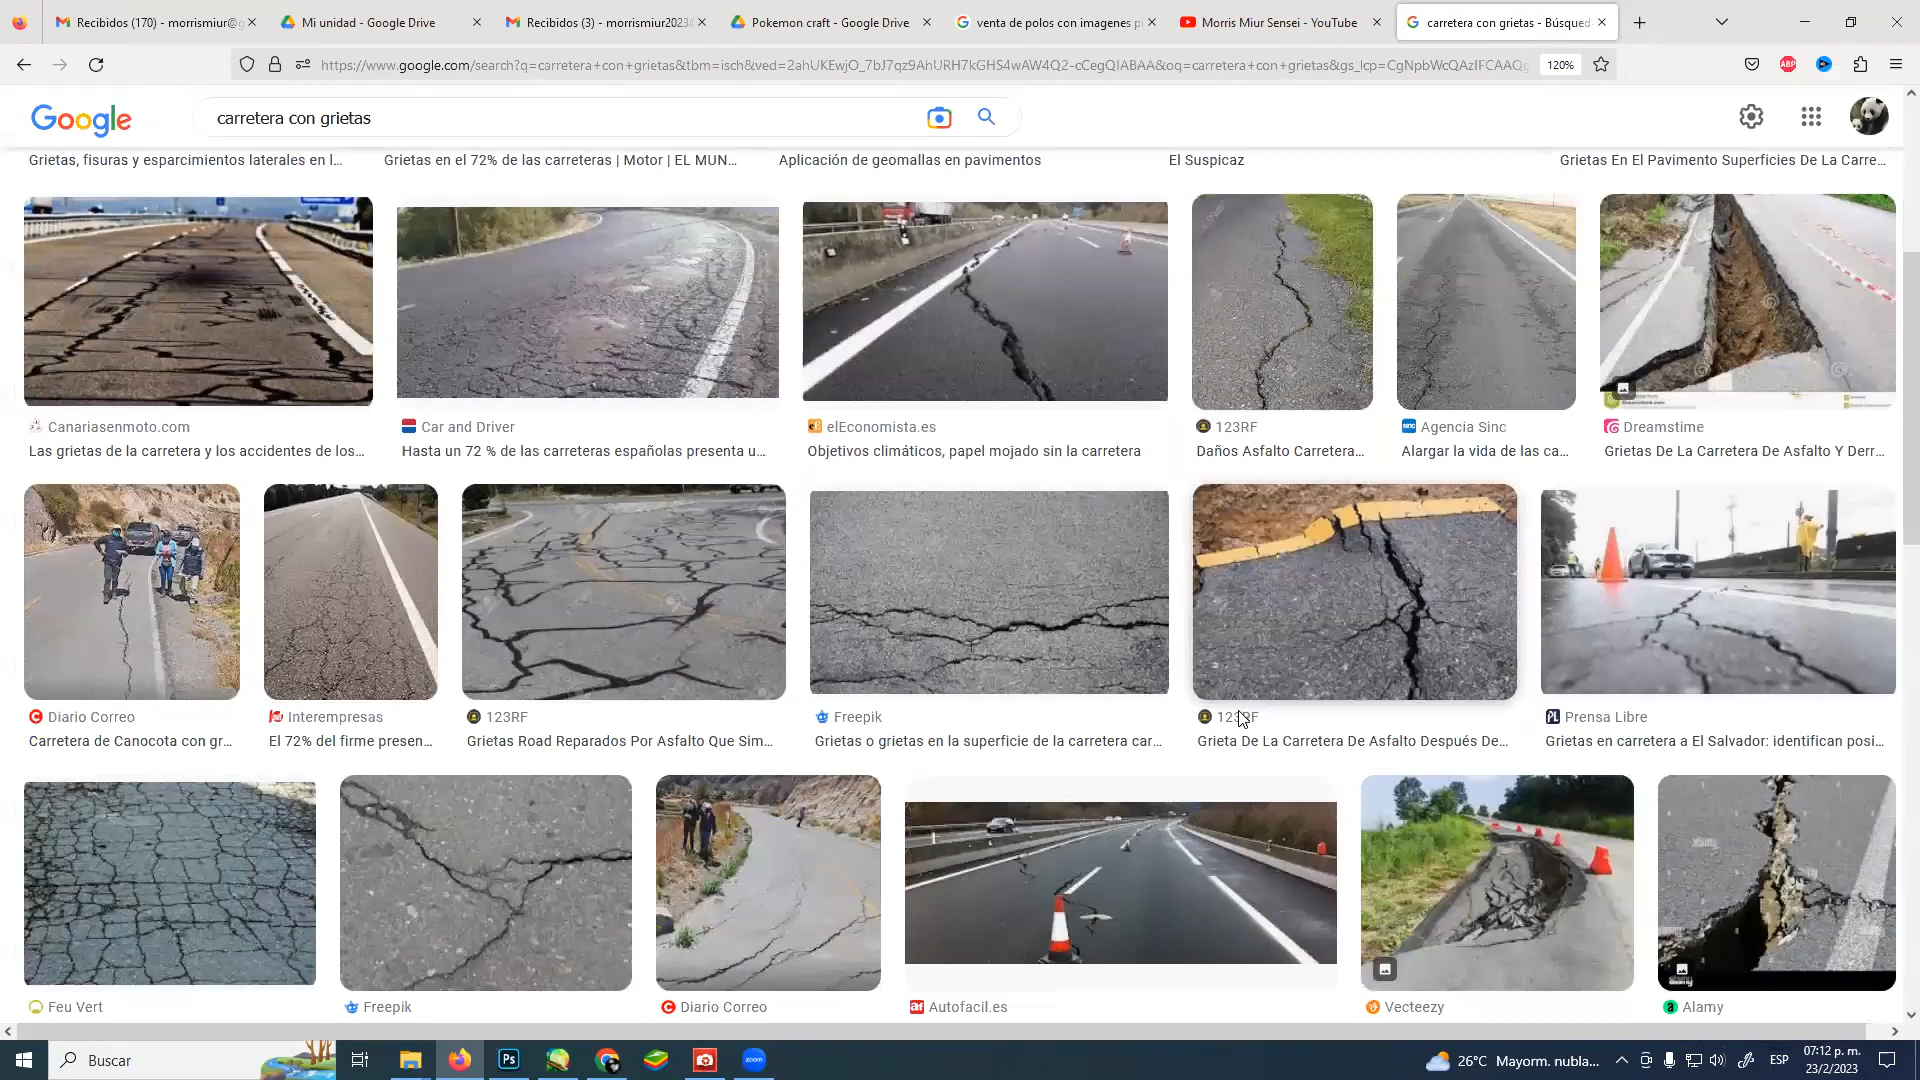 Recibidos (170) - morrismiur@g
Mi unidad - Google Drive
Recibidos (3) - morrismiur2023@
Pokemon craft - Google Drive
venta de polos con imagenes pi
Morris Miur Sensei - YouTube
carretera con grietas - Búsqued
https://www.google.com/search?q=carretera+con+grietas&tbm=isch&ved=2ahUKEwjO_7bJ7qz9AhURH7kGHS4wAW4Q2-cCegQIABAA&oq=carretera+con+grietas&gs_lcp=CgNpbWcQAzIFCAAQg
120%
ABP
Google
carretera con grietas
Grietas, fisuras y esparcimientos laterales en l...
Grietas en el 72% de las carreteras | Motor | EL MUN...
Aplicación de geomallas en pavimentos
El Suspicaz
Grietas En El Pavimento Superficies De La Carre...
Canariasenmoto.com
Car and Driver
elEconomista.es
123RF
Agencia Sinc
Dreamstime
Las grietas de la carretera y los accidentes de los...
Hasta un 72 % de las carreteras españolas presenta u...
Objetivos climáticos, papel mojado sin la carretera
Daños Asfalto Carretera...
Alargar la vida de las ca...
Grietas De La Carretera De Asfalto Y Derr...
Diario Correo
Interempresas
123RF
Freepik
123RF
Prensa Libre
Carretera de Canocota con gr...
El 72% del firme presen...
Grietas Road Reparados Por Asfalto Que Sim...
Grietas o grietas en la superficie de la carretera car...
Grieta De La Carretera De Asfalto Después De...
Grietas en carretera a El Salvador: identifican posi...
Feu Vert
Freepik
Diario Correo
Autofacil.es
Vecteezy
Alamy
Buscar
Ps
zoom
26°C Mayorm. nubla...
ESP
07:12 p. m.
23/2/2023